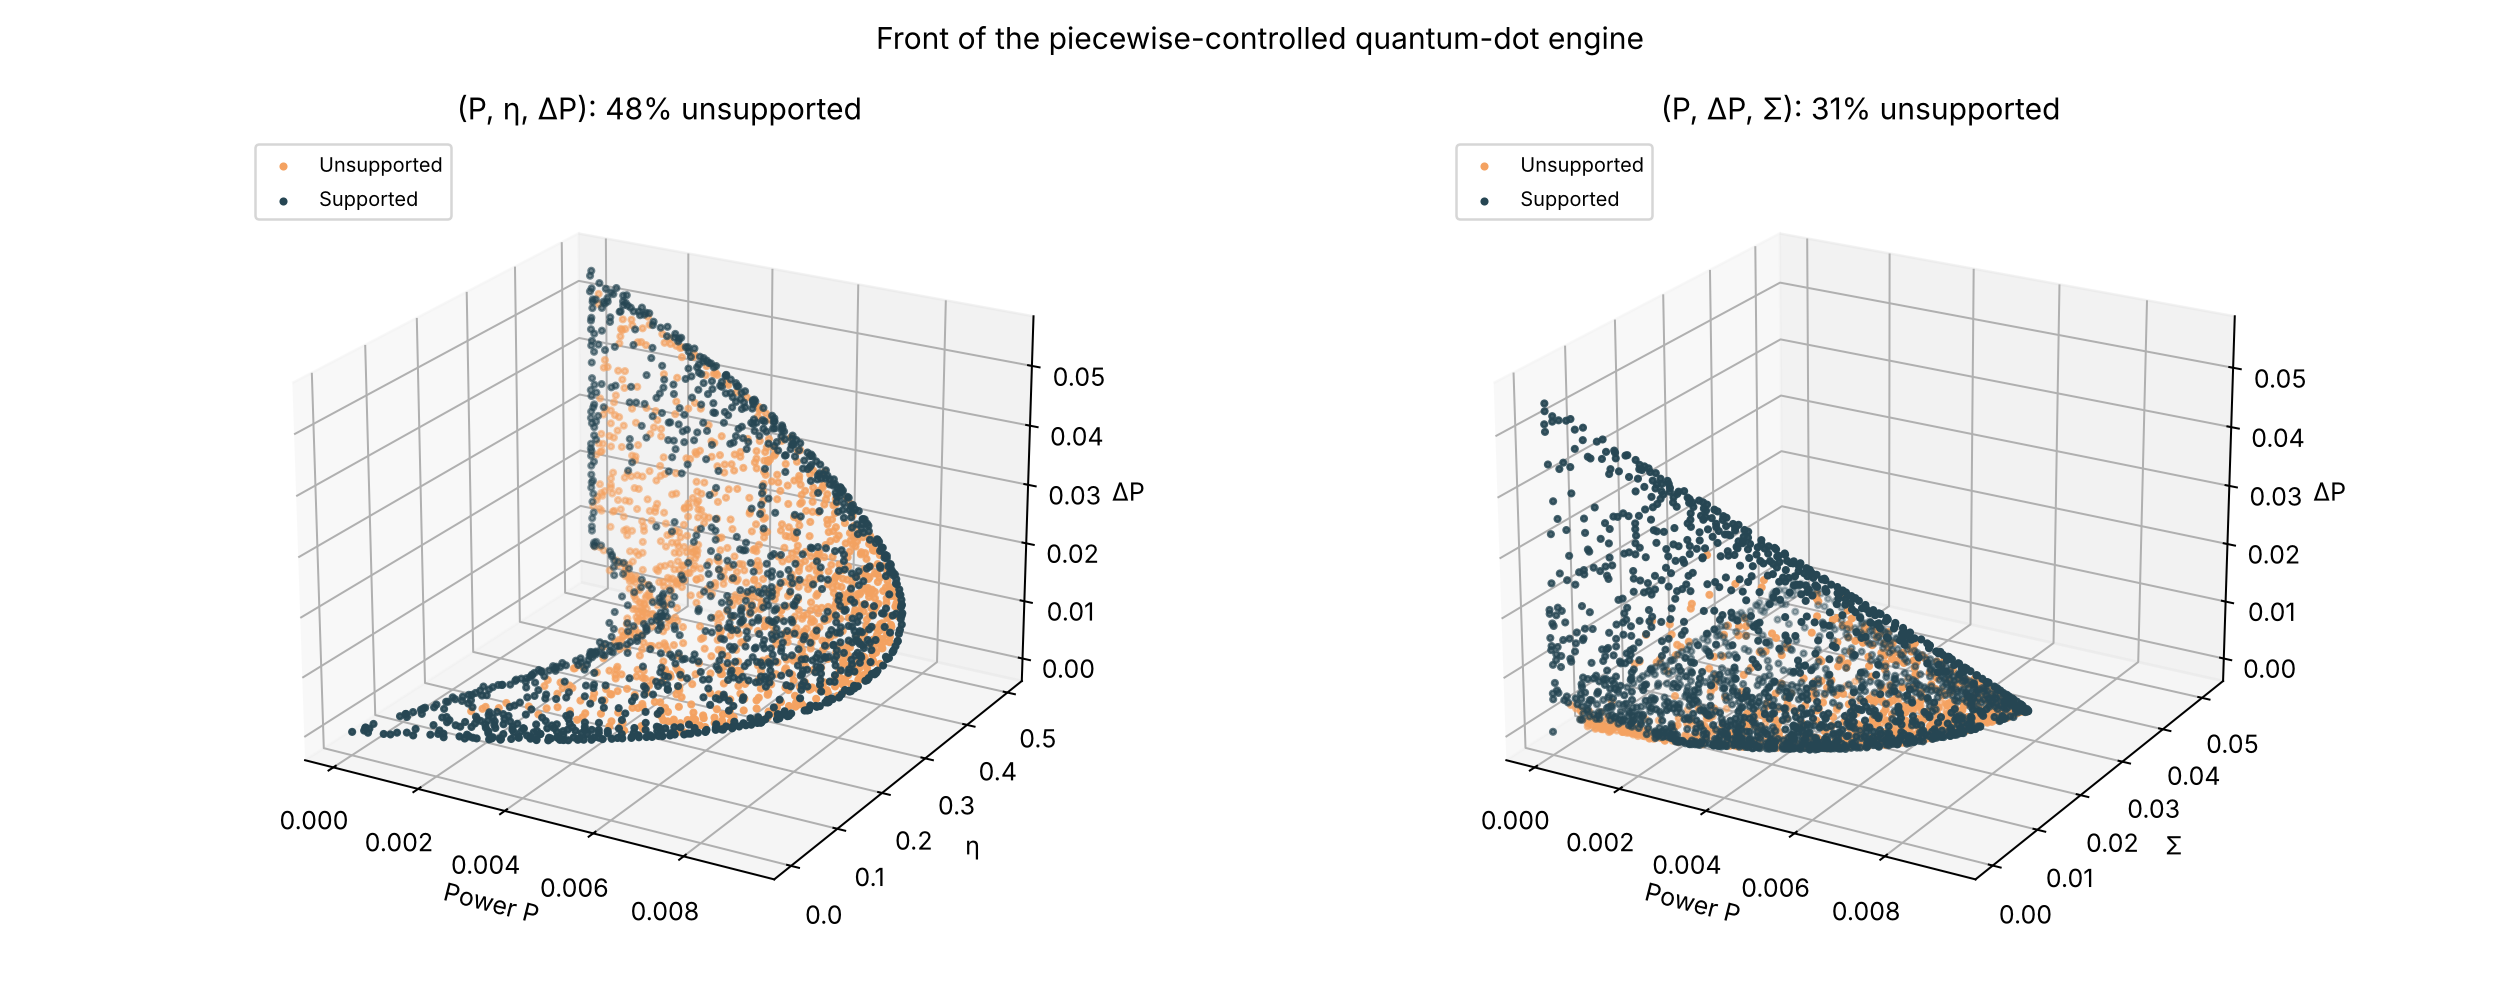 Front of the piecewise-controlled quantum-dot engine
(P, η, ΔP): 48% unsupported
Unsupported
Supported
0.05
0.04
0.03
ΔP
0.02
0.01
0.00
0.5
0.4
0.3
0.2
η
0.1
0.0
0.000
0.002
0.004
0.006
0.008
Power P
(P, ΔP, Σ): 31% unsupported
Unsupported
Supported
0.05
0.04
0.03
ΔP
0.02
0.01
0.00
0.05
0.04
0.03
0.02
Σ
0.01
0.00
0.000
0.002
0.004
0.006
0.008
Power P